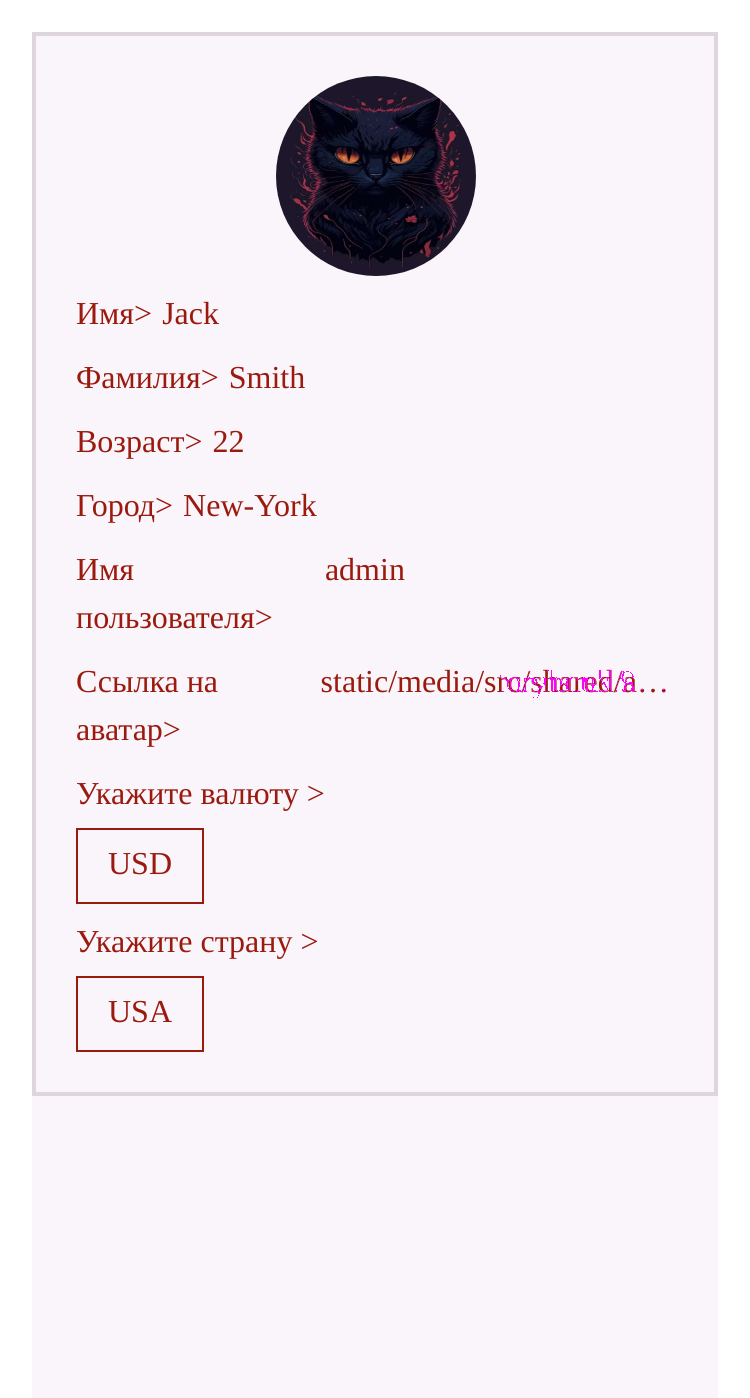 Имя> Jack
Фамилия> Smith
Возраст> 22
Город> New-York
Имя пользователя> admin
Ссылка на аватар> static/media/src/shared/a…
Укажите валюту >
USD
Укажите страну >
USA